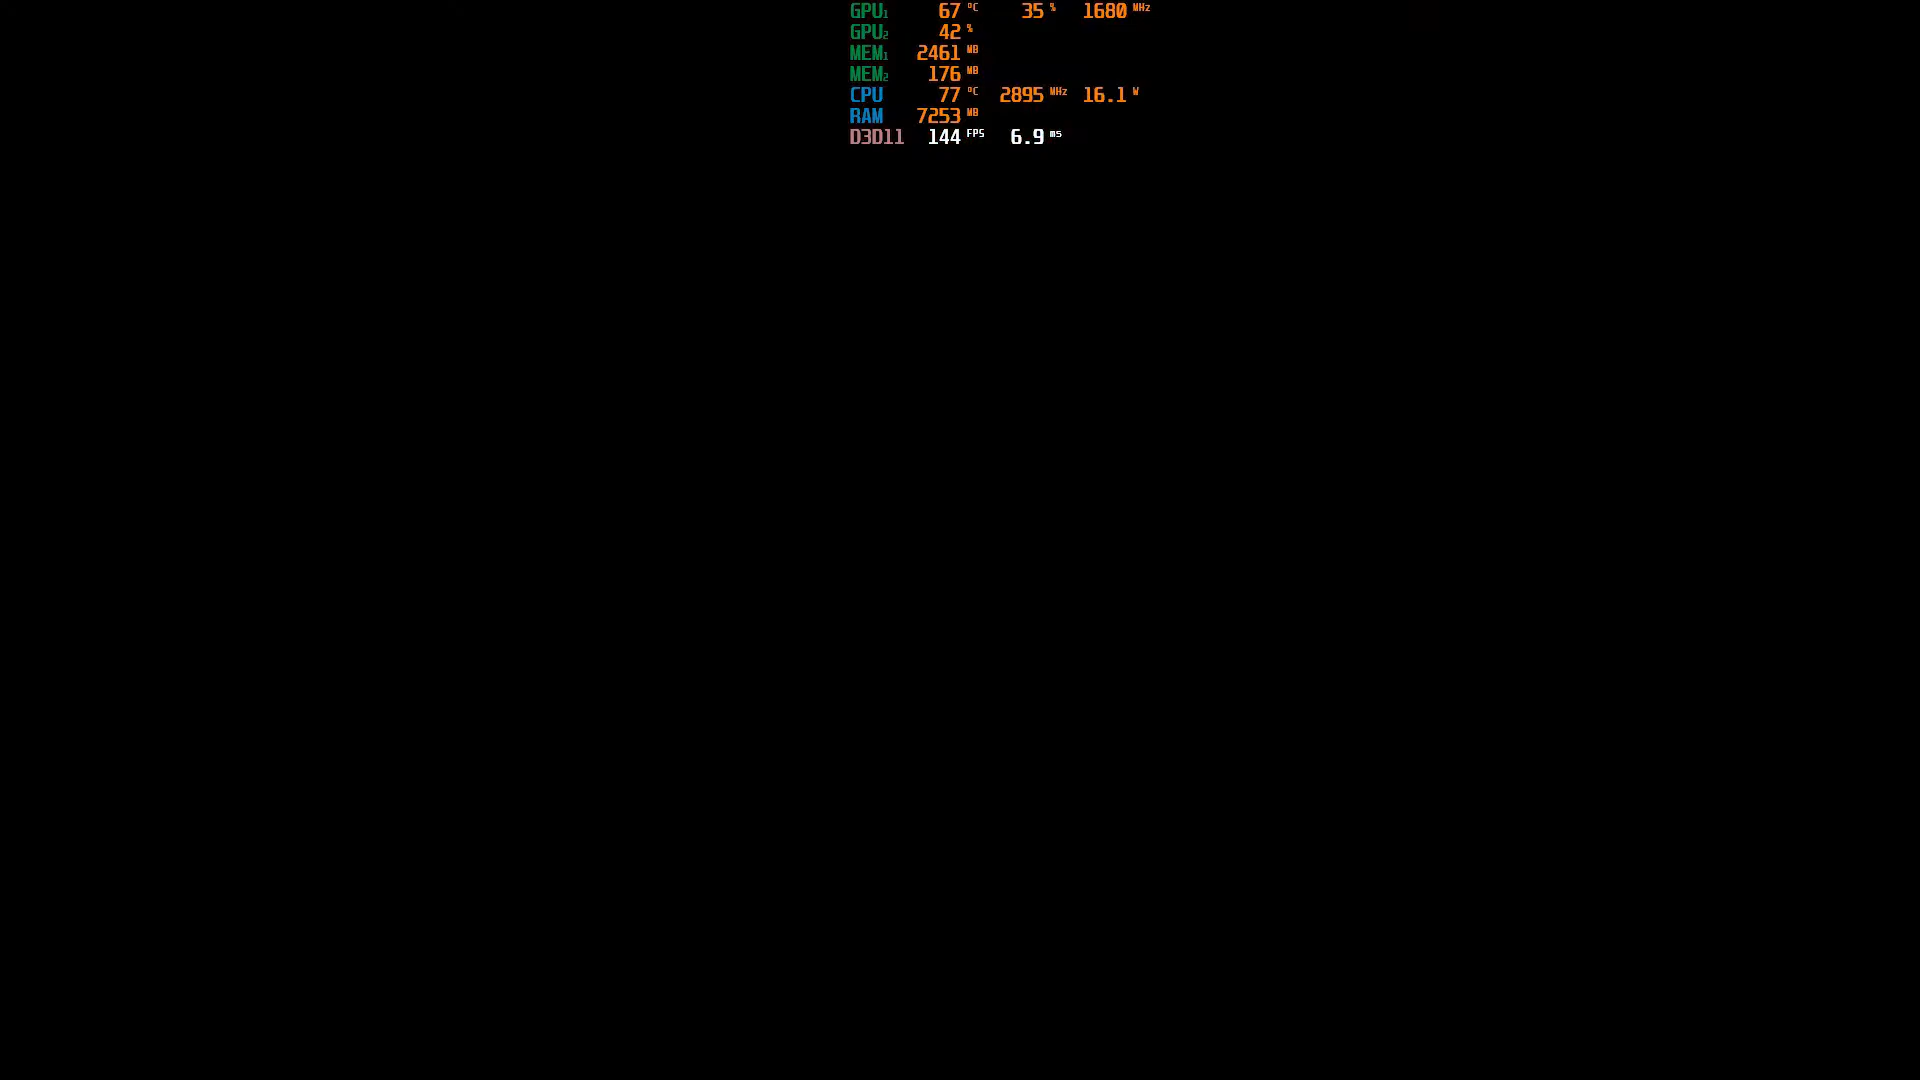 GPU1 67 °C 35 % 1680 MHz
GPU2 42 %
MEM1 2461 MB
MEM2 176 MB
CPU 77 °C 2895 MHz 16.1 W
RAM 7253 MB
D3D11 144 FPS 6.9 ms